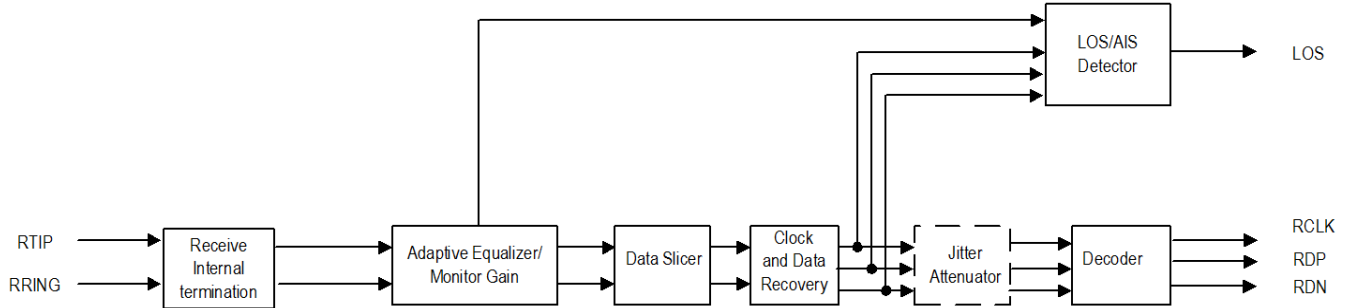 LOS/AIS
Detector
LOS
RTIP
RRING
Receive
Internal
termination
Adaptive Equalizer/
Monitor Gain
Data Slicer
Clock
and Data
Recovery
Jitter
Attenuator
Decoder
RCLK
RDP
RDN